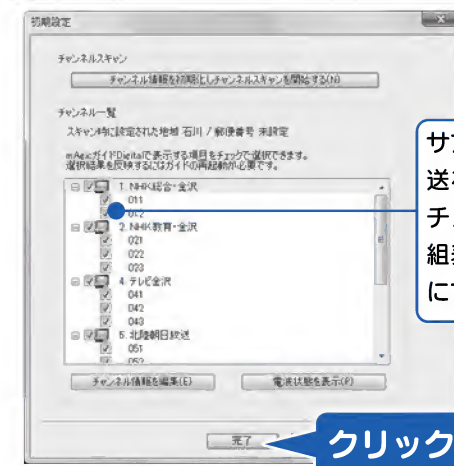 初期設定
チャンネルスキャン
チャンネル情報を初期化しチャンネルスキャンを開始する(N)
チャンネル一覧
スキャン時に設定された地域 石川 / 郵便番号 未設定
mAgicガイドDigitalで表示する項目をチェックで選択できます。
選択結果を反映するにはガイドの再起動が必要です。
1. NHK総合・金沢
011
012
2. NHK教育・金沢
021
022
023
4. テレビ金沢
041
042
043
5. 北陸朝日放送
051
052
チャンネル情報を編集(E)
電波状態を表示(P)
完了
クリック
サブ
送を
チ
組
に